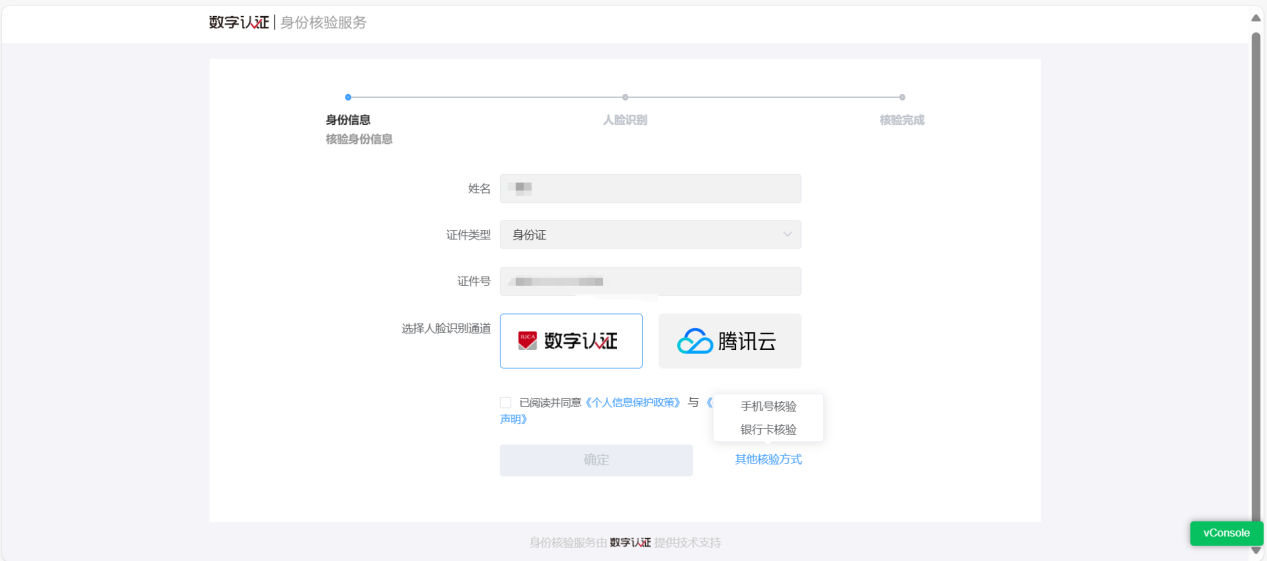 数字认证 | 身份核验服务
身份信息
人脸识别
核验完成
核验身份信息
姓名
证件类型
身份证
证件号
选择人脸识别通道
BJCA 数字认证
腾讯云
已阅读并同意《个人信息保护政策》 与 《
声明》
手机号核验
银行卡核验
确定
其他核验方式
身份核验服务由 数字认证 提供技术支持
vConsole